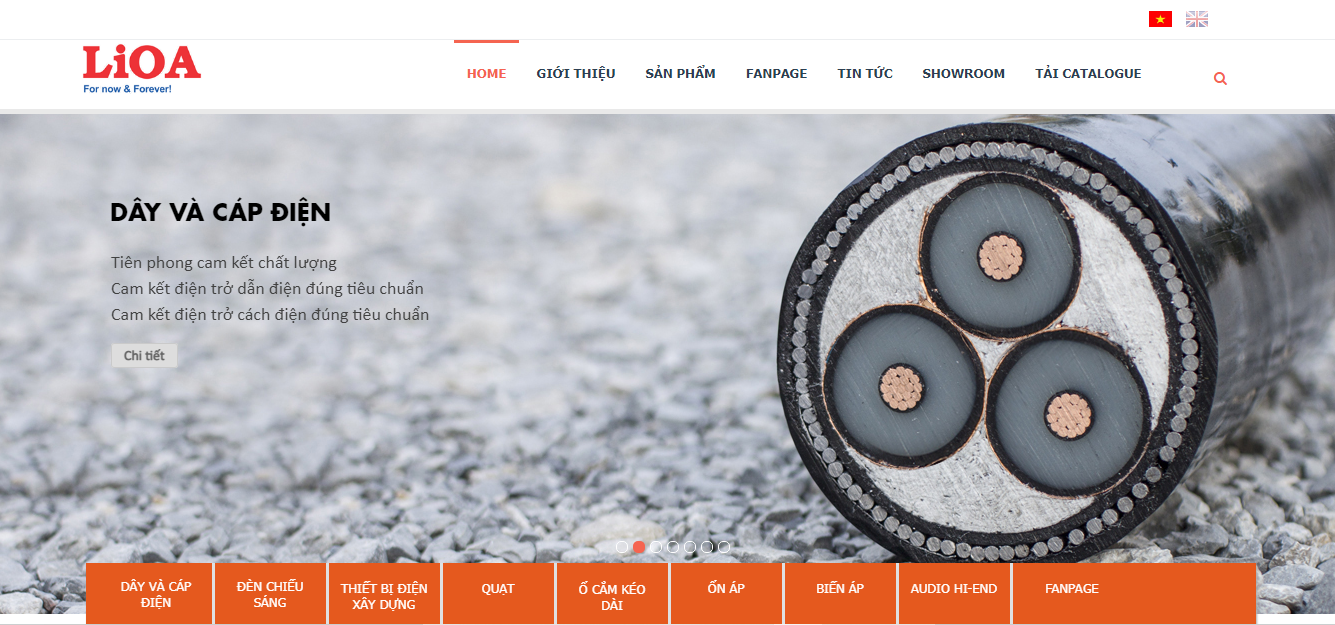 LiOA
For now & Forever!
HOME GIỚI THIỆU SẢN PHẨM FANPAGE TIN TỨC SHOWROOM TẢI CATALOGUE
DÂY VÀ CÁP ĐIỆN
Tiên phong cam kết chất lượng
Cam kết điện trở dẫn điện đúng tiêu chuẩn
Cam kết điện trở cách điện đúng tiêu chuẩn
Chi tiết
DÂY VÀ CÁP
ĐIỆN
ĐÈN CHIẾU
SÁNG
THIẾT BỊ ĐIỆN
XÂY DỰNG
QUẠT
Ổ CẮM KÉO
DÀI
ỔN ÁP
BIẾN ÁP
AUDIO HI-END
FANPAGE